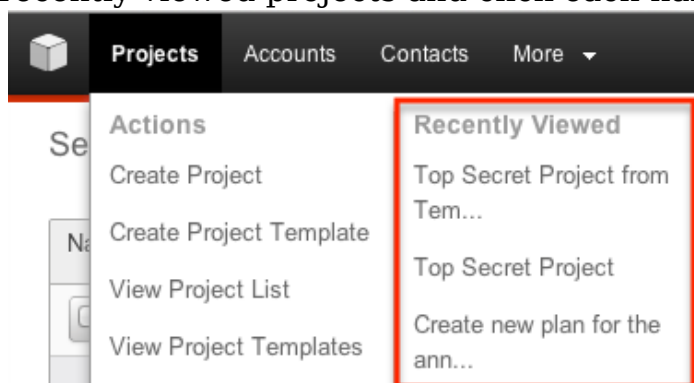 recently viewed projects and click each na
Projects Accounts Contacts More
Actions
Recently Viewed
Se
Create Project
Top Secret Project from
Tem...
Create Project Template
Na
Top Secret Project
View Project List
Create new plan for the
ann...
View Project Templates